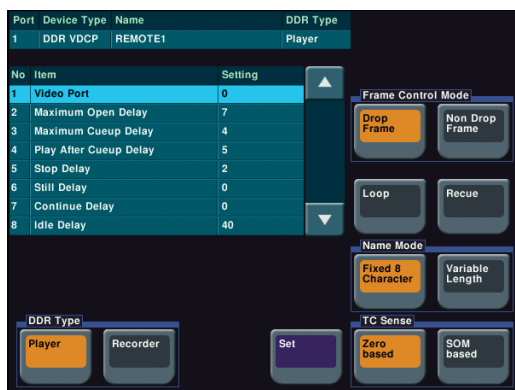 Port Device Type Name DDR Type
1 DDR VDCP REMOTE1 Player
No Item Setting
1 Video Port 0
2 Maximum Open Delay 7
3 Maximum Cueup Delay 4
4 Play After Cueup Delay 5
5 Stop Delay 2
6 Still Delay 0
7 Continue Delay 0
8 Idle Delay 40
Frame Control Mode
Drop Frame
Non Drop Frame
Loop
Recue
Name Mode
Fixed 8 Character
Variable Length
DDR Type
Player
Recorder
Set
TC Sense
Zero based
SOM based